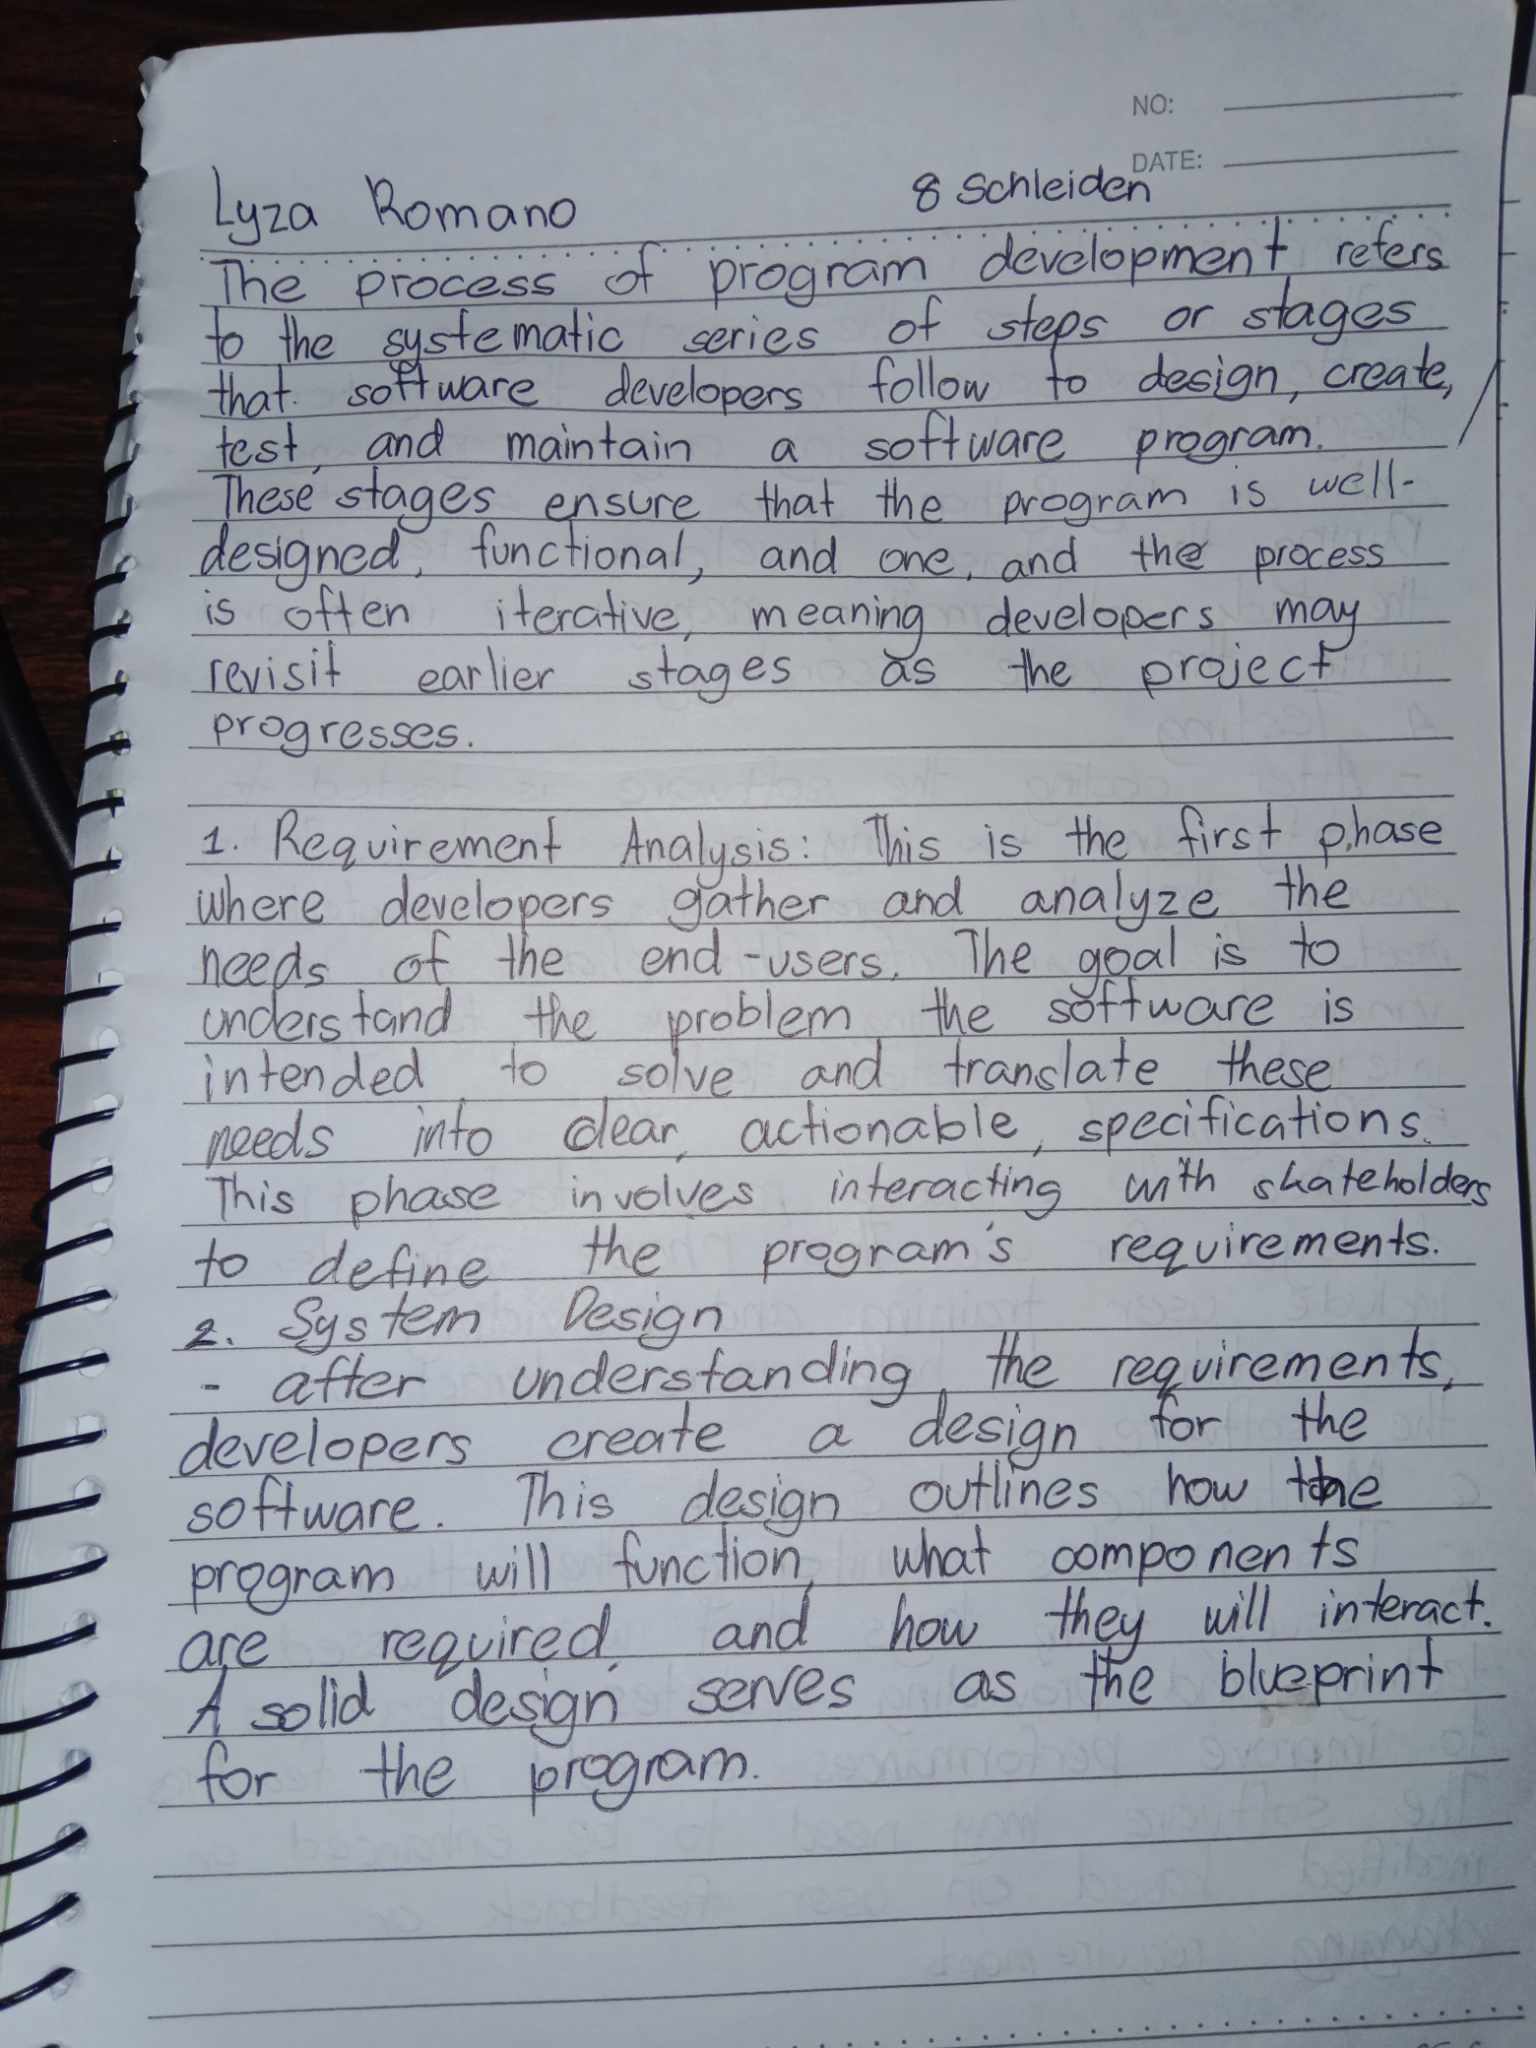 NO:
DATE:
Lyza Romano 8 Schleiden
The process of program development refers
to the systematic series of steps or stages
that software developers follow to design, create,
test, and maintain a software program.
These stages ensure that the program is well-
designed, functional, and one, and the process
is often iterative, meaning developers may
revisit earlier stages as the project
progresses.
1. Requirement Analysis: This is the first phase
where developers gather and analyze the
needs of the end-users. The goal is to
understand the problem the software is
intended to solve and translate these
needs into clear, actionable, specifications.
This phase involves interacting with skateholders
to define the program's requirements.
2. System Design
- after understanding, the requirements,
developers create a design for the
software. This design outlines how the
program will function, what components
are required, and how they will interact.
A solid design serves as the blueprint
for the program.